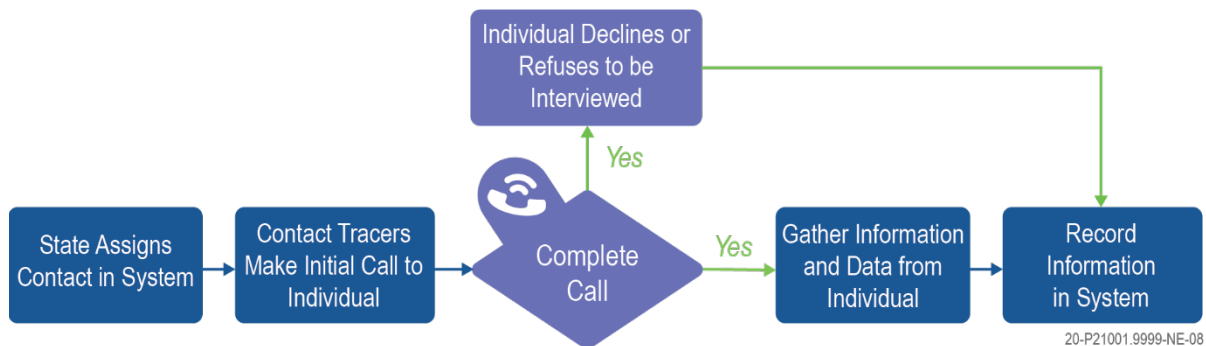 Individual Declines or
Refuses to be
Interviewed
Yes
State Assigns
Contact in System
Contact Tracers
Make Initial Call to
Individual
Complete
Call
Yes
Gather Information
and Data from
Individual
Record
Information
in System
20-P21001.9999-NE-08